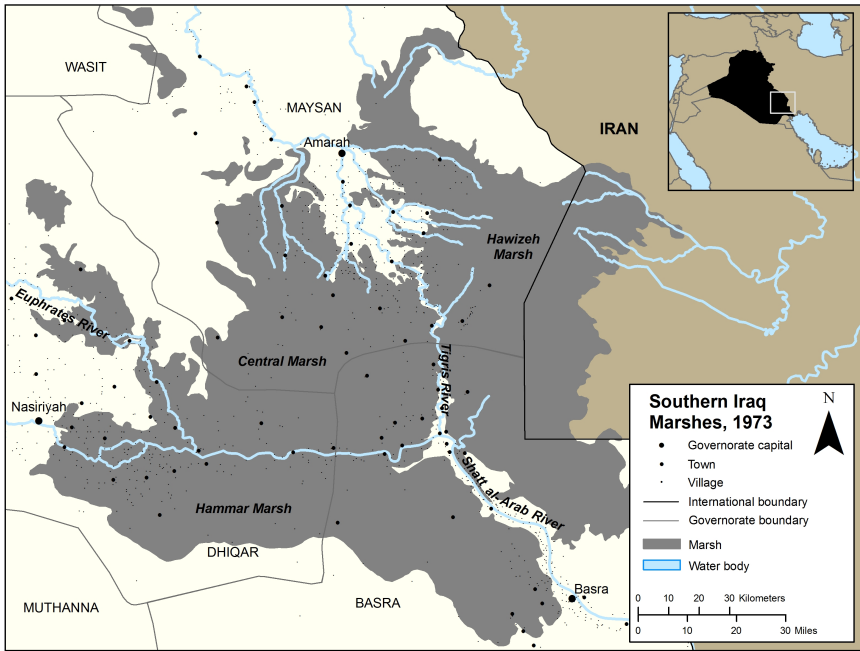 WASIT
MAYSAN
Amarah
IRAN
Hawizeh
Marsh
Euphrates River
Central Marsh
Tigris River
Nasiriyah
Hammar Marsh
Shatt al-Arab River
DHIQAR
MUTHANNA
BASRA
Basra
Southern Iraq
Marshes, 1973
N
Governorate capital
Town
Village
International boundary
Governorate boundary
Marsh
Water body
0 10 20 30 Kilometers
0 10 20 30 Miles